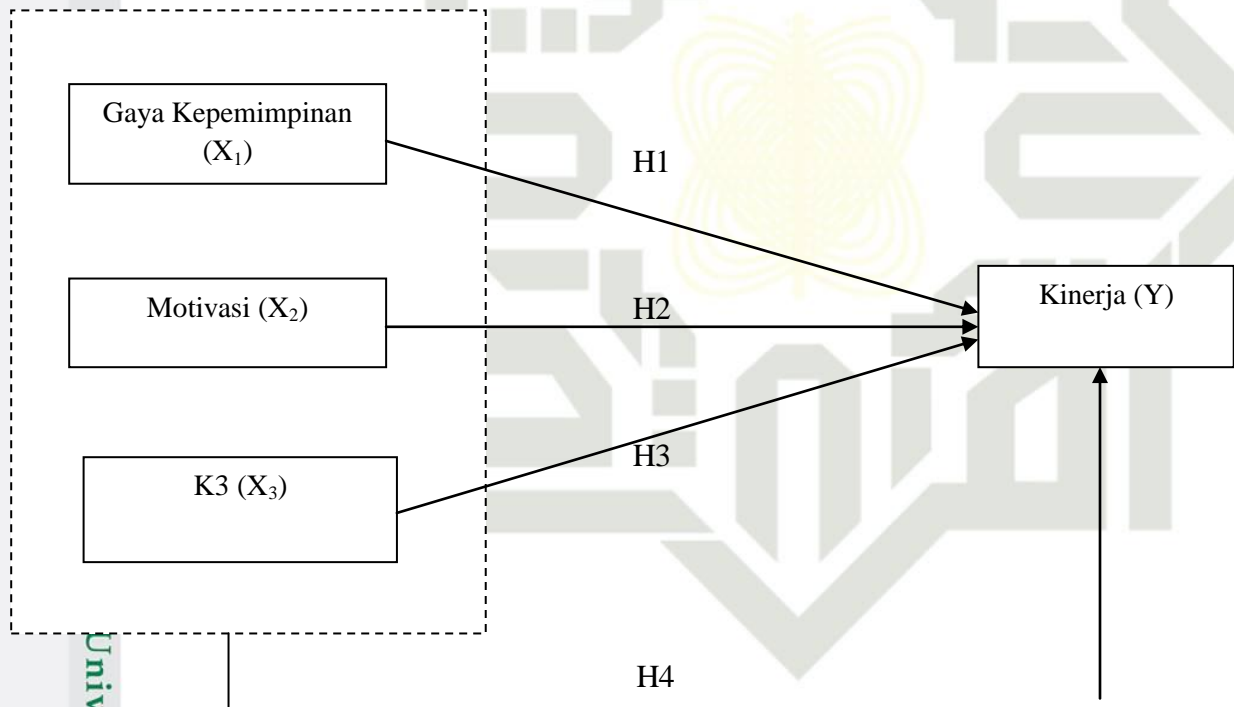 Gaya Kepemimpinan
(X₁)
H1
Motivasi (X₂)
H2
Kinerja (Y)
K3 (X₃)
H3
H4
Univ